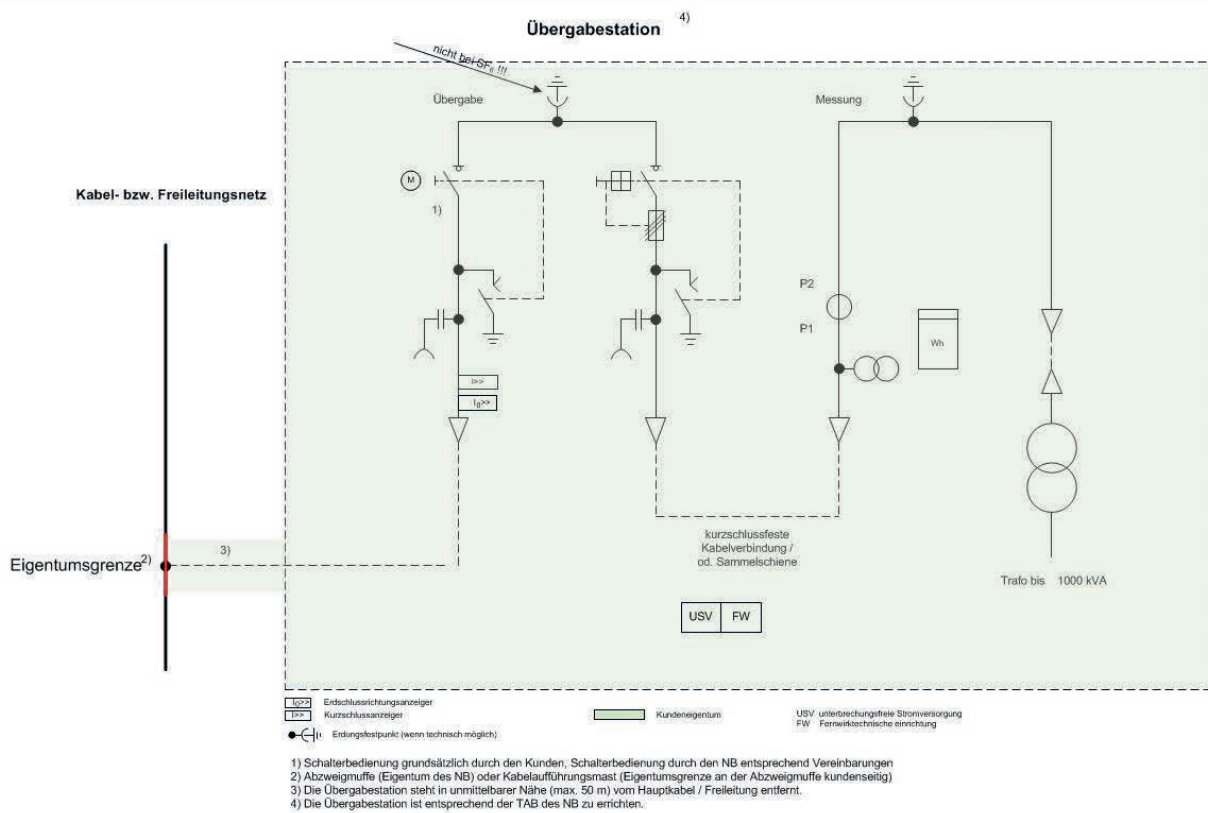 Übergabestation 4)
nicht bei SF6 !!!
Übergabe
Messung
Kabel- bzw. Freileitungsnetz
M
1)
P2
P1
Wh
I>>
I0>>
kurzschlussfeste
Kabelverbindung /
od. Sammelschiene
3)
Eigentumsgrenze 2)
Trafo bis 1000 kVA
USV FW
I0>> Erdschlussrichtungsanzeiger
I>> Kurzschlussanzeiger
Kundeneigentum
USV unterbrechungsfreie Stromversorgung
FW Fernwirktechnische einrichtung
Erdungsfestpunkt (wenn technisch möglich)
1) Schalterbedienung grundsätzlich durch den Kunden, Schalterbedienung durch den NB entsprechend Vereinbarungen
2) Abzweigmuffe (Eigentum des NB) oder Kabelaufführungsmast (Eigentumsgrenze an der Abzweigmuffe kundenseitig)
3) Die Übergabestation steht in unmittelbarer Nähe (max. 50 m) vom Hauptkabel / Freileitung entfernt.
4) Die Übergabestation ist entsprechend der TAB des NB zu errichten.